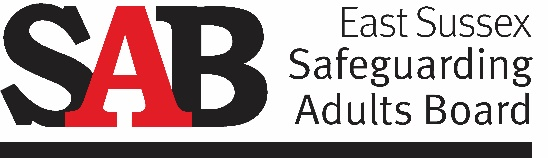 SAB
East Sussex
Safeguarding
Adults Board